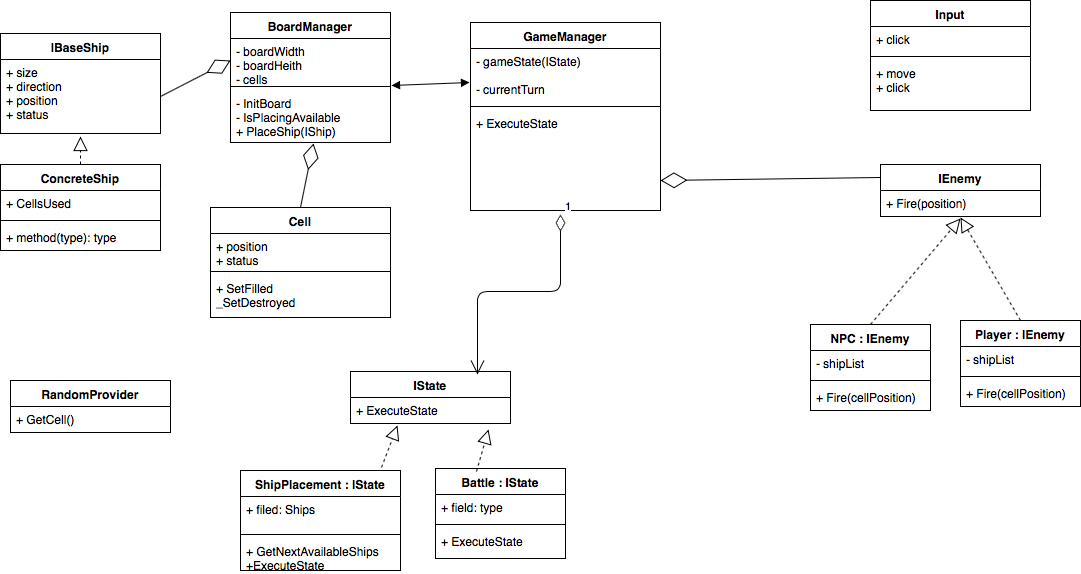 IBaseShip
+ size
+ direction
+ position
+ status
BoardManager
- boardWidth
- boardHeith
- cells
- InitBoard
- IsPlacingAvailable
+ PlaceShip(IShip)
GameManager
- gameState(IState)
- currentTurn
+ ExecuteState
1
Input
+ click
+ move
+ click
ConcreteShip
+ CellsUsed
+ method(type): type
Cell
+ position
+ status
+ SetFilled
_SetDestroyed
IEnemy
+ Fire(position)
NPC : IEnemy
- shipList
+ Fire(cellPosition)
Player : IEnemy
- shipList
+ Fire(cellPosition)
RandomProvider
+ GetCell()
IState
+ ExecuteState
ShipPlacement : IState
+ filed: Ships
+ GetNextAvailableShips
+ExecuteState
Battle : IState
+ field: type
+ ExecuteState